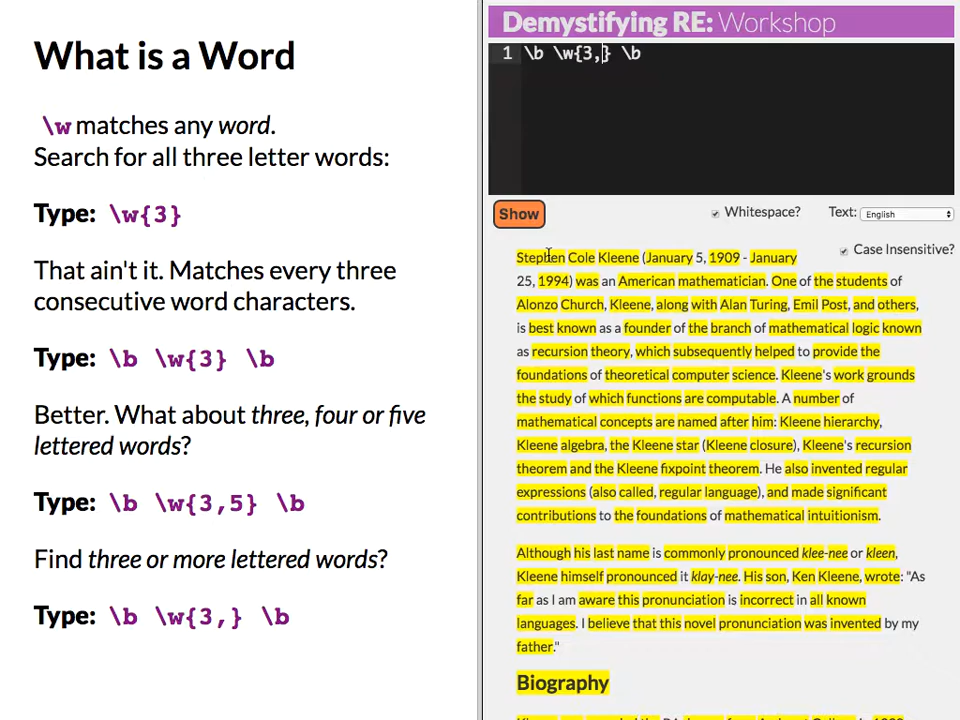 What is a Word
\w matches any word.
Search for all three letter words:
Type: \w{3}
That ain't it. Matches every three
consecutive word characters.
Type: \b \w{3} \b
Better. What about three, four or five
lettered words?
Type: \b \w{3,5} \b
Find three or more lettered words?
Type: \b \w{3,} \b
Demystifying RE: Workshop
1 \b \w{3,} \b
Show
Whitespace?
Text: English
Case Insensitive?
Stephen Cole Kleene (January 5, 1909 - January
25, 1994) was an American mathematician. One of the students of
Alonzo Church, Kleene, along with Alan Turing, Emil Post, and others,
is best known as a founder of the branch of mathematical logic known
as recursion theory, which subsequently helped to provide the
foundations of theoretical computer science. Kleene's work grounds
the study of which functions are computable. A number of
mathematical concepts are named after him: Kleene hierarchy,
Kleene algebra, the Kleene star (Kleene closure), Kleene's recursion
theorem and the Kleene fixpoint theorem. He also invented regular
expressions (also called, regular language), and made significant
contributions to the foundations of mathematical intuitionism.
Although his last name is commonly pronounced klee-nee or kleen,
Kleene himself pronounced it klay-nee. His son, Ken Kleene, wrote: "As
far as I am aware this pronunciation is incorrect in all known
languages. I believe that this novel pronunciation was invented by my
father."
Biography